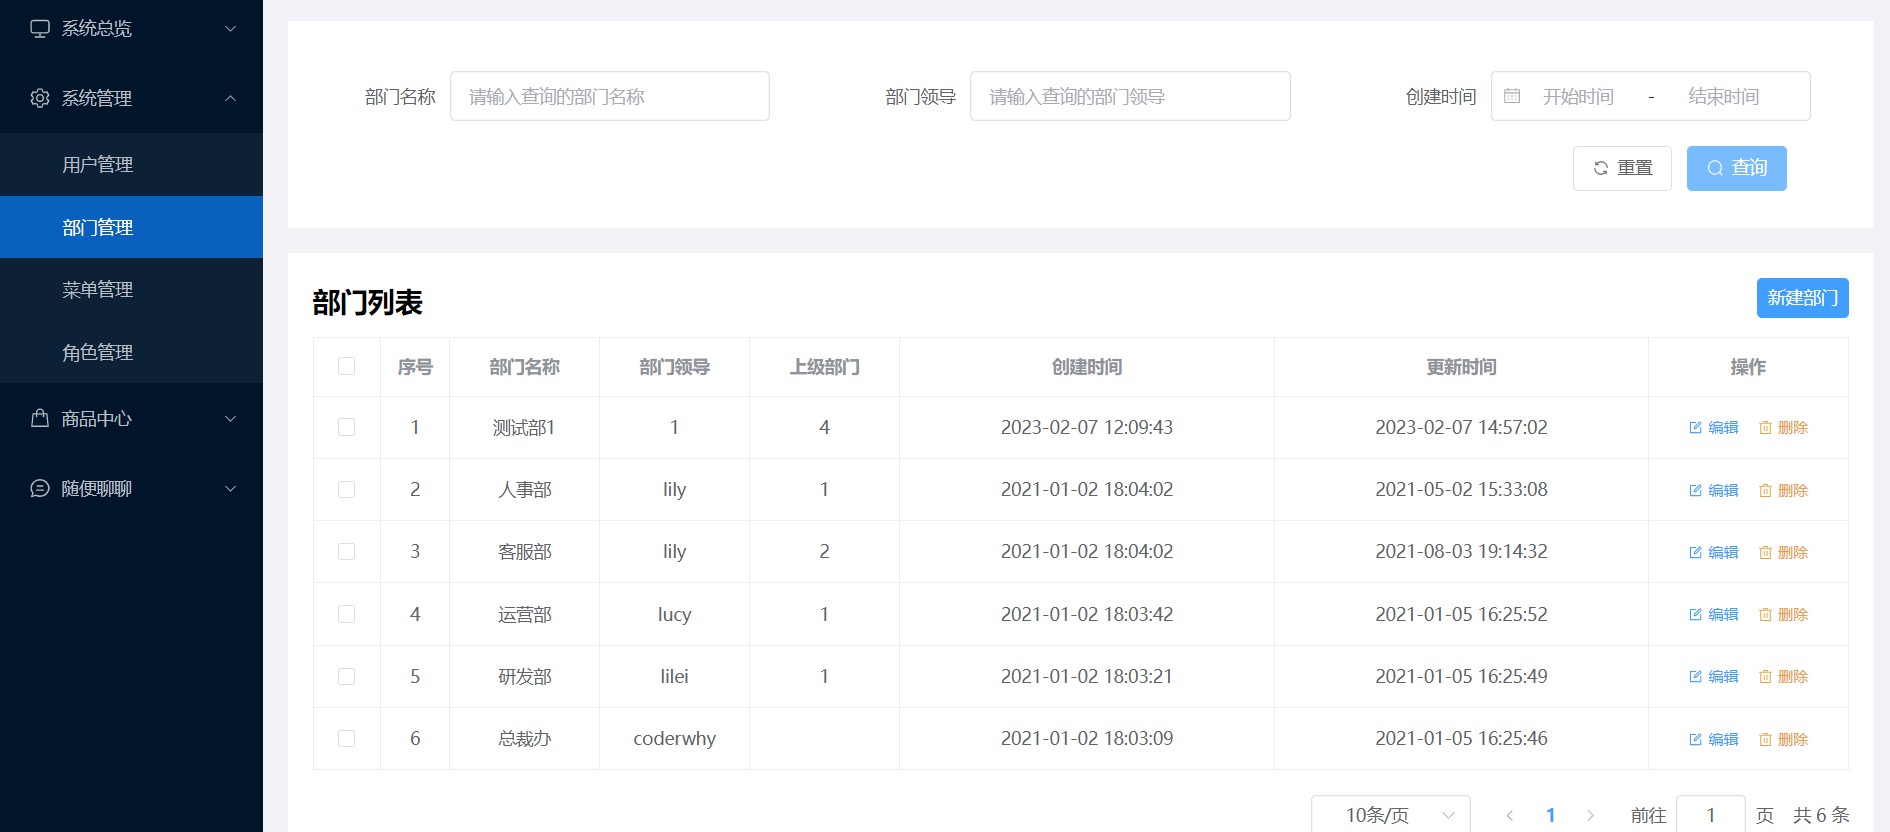 系统总览
系统管理
用户管理
部门管理
菜单管理
角色管理
商品中心
随便聊聊
部门名称 请输入查询的部门名称 部门领导 请输入查询的部门领导 创建时间 开始时间 - 结束时间
重置 查询
部门列表 新建部门
序号 部门名称 部门领导 上级部门 创建时间 更新时间 操作
1 测试部1 1 4 2023-02-07 12:09:43 2023-02-07 14:57:02 编辑 删除
2 人事部 lily 1 2021-01-02 18:04:02 2021-05-02 15:33:08 编辑 删除
3 客服部 lily 2 2021-01-02 18:04:02 2021-08-03 19:14:32 编辑 删除
4 运营部 lucy 1 2021-01-02 18:03:42 2021-01-05 16:25:52 编辑 删除
5 研发部 lilei 1 2021-01-02 18:03:21 2021-01-05 16:25:49 编辑 删除
6 总裁办 coderwhy 2021-01-02 18:03:09 2021-01-05 16:25:46 编辑 删除
10条/页 1 前往 1 页 共 6 条